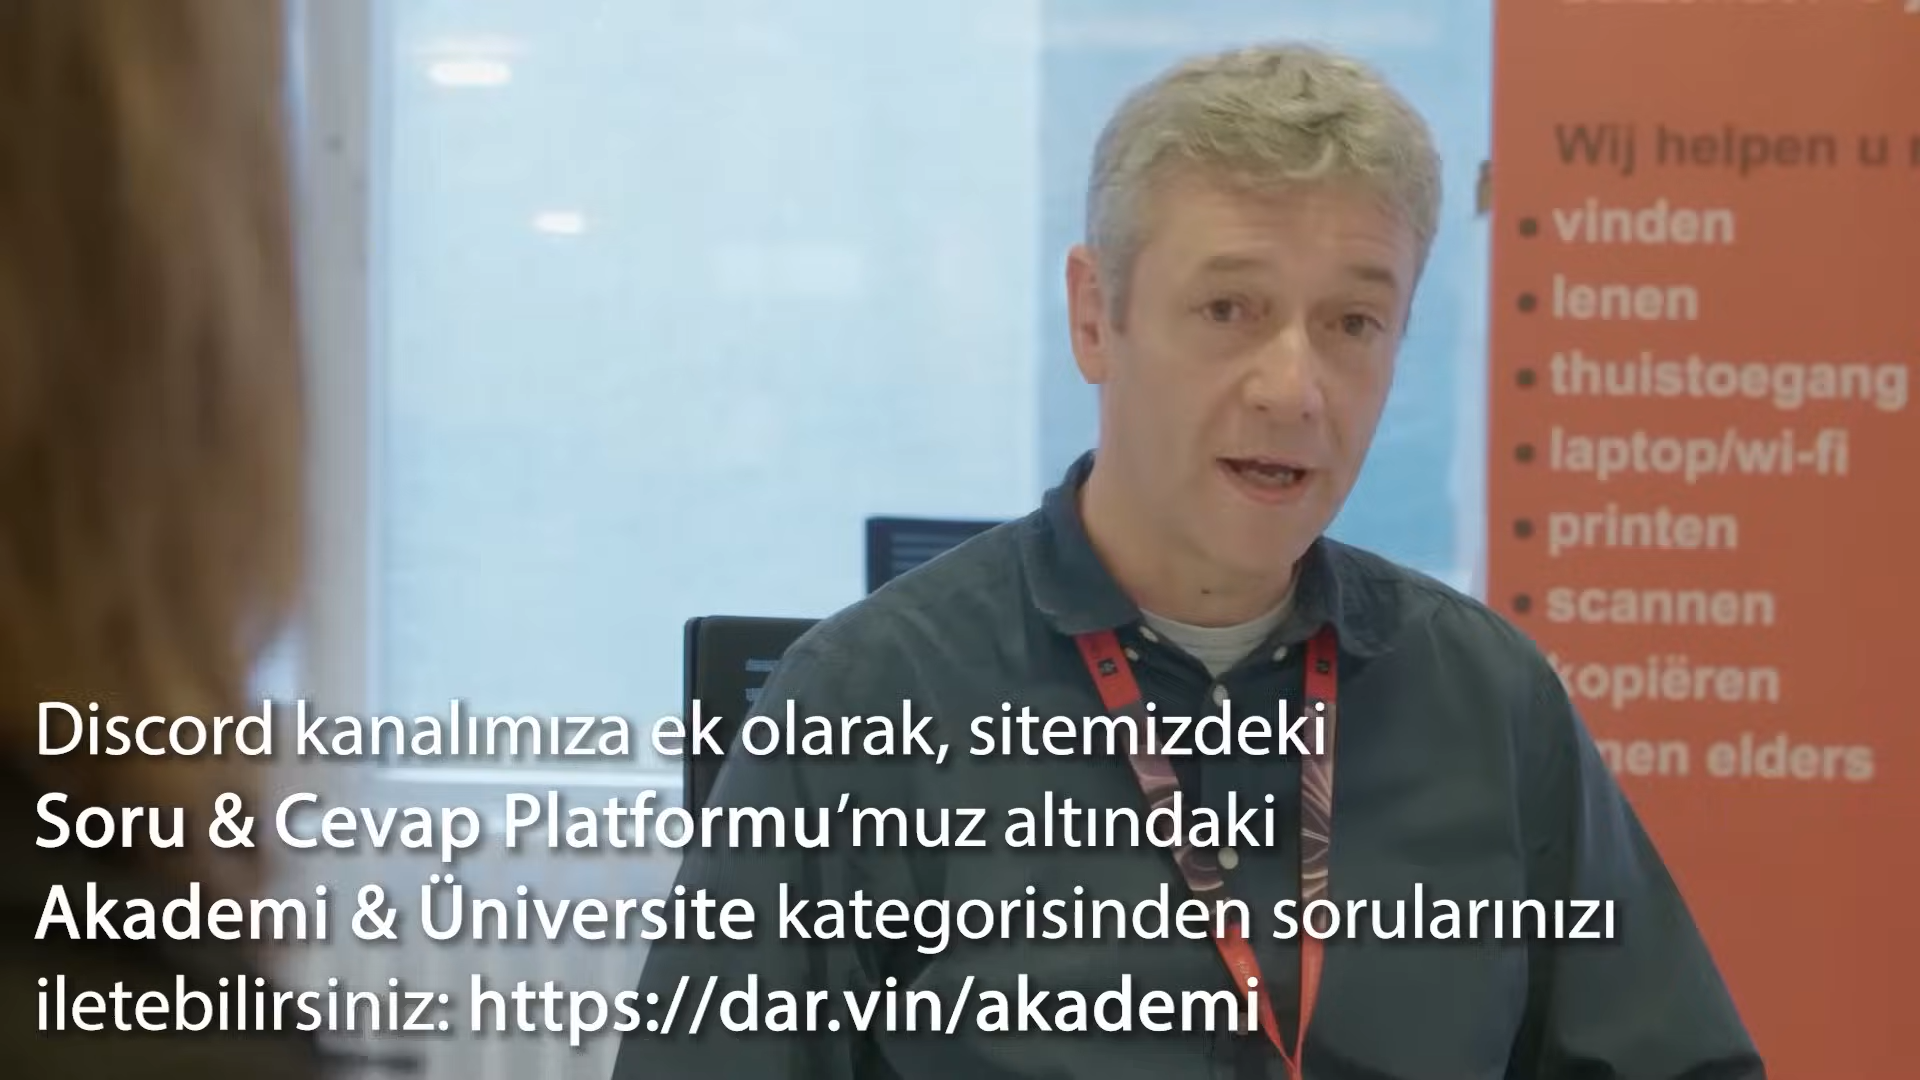 Wij helpen u
• vinden
• lenen
• thuistoegang
• laptop/wi-fi
• printen
• scannen
kopiëren
elders
Discord kanalımıza ek olarak, sitemizdeki
Soru & Cevap Platformu’muz altındaki
Akademi & Üniversite kategorisinden sorularınızı
iletebilirsiniz: https://dar.vin/akademi